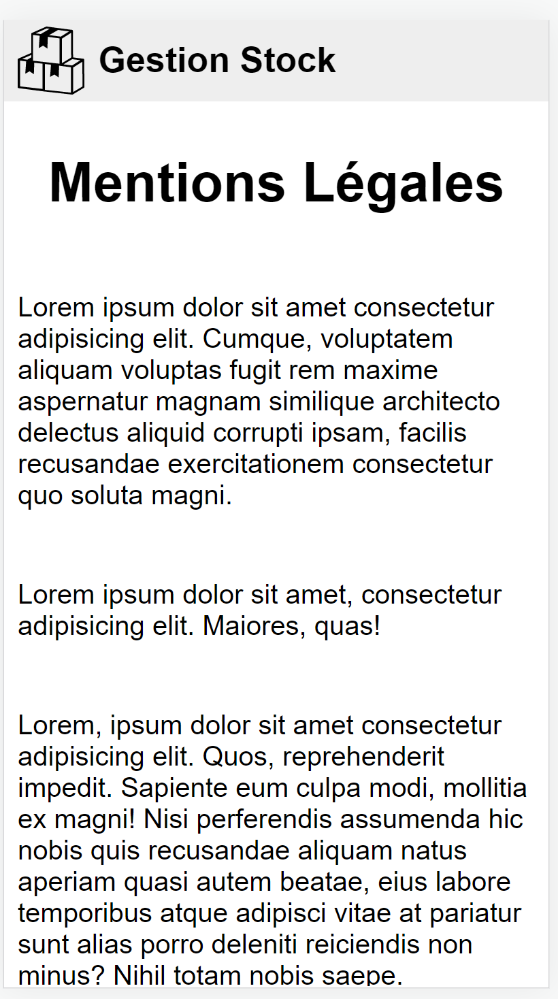 Gestion Stock
Mentions Légales
Lorem ipsum dolor sit amet consectetur
adipisicing elit. Cumque, voluptatem
aliquam voluptas fugit rem maxime
aspernatur magnam similique architecto
delectus aliquid corrupti ipsam, facilis
recusandae exercitationem consectetur
quo soluta magni.
Lorem ipsum dolor sit amet, consectetur
adipisicing elit. Maiores, quas!
Lorem, ipsum dolor sit amet consectetur
adipisicing elit. Quos, reprehenderit
impedit. Sapiente eum culpa modi, mollitia
ex magni! Nisi perferendis assumenda hic
nobis quis recusandae aliquam natus
aperiam quasi autem beatae, eius labore
temporibus atque adipisci vitae at pariatur
sunt alias porro deleniti reiciendis non
minus? Nihil totam nobis saepe.